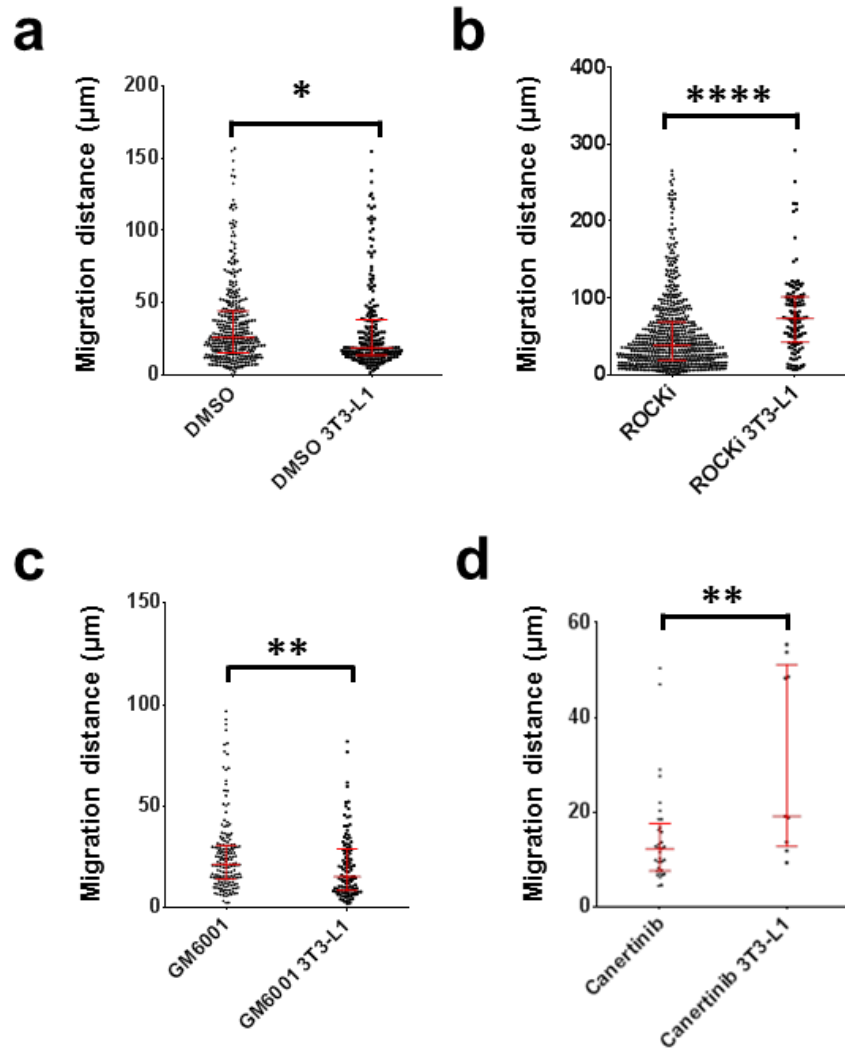 a
Migration distance (µm)
200
150
100
50
0
*
DMSO
DMSO 3T3-L1
b
Migration distance (µm)
400
300
200
100
0
****
ROCKi
ROCKi 3T3-L1
c
Migration distance (µm)
150
100
50
0
**
GM6001
GM6001 3T3-L1
d
Migration distance (µm)
60
40
20
0
**
Canertinib
Canertinib 3T3-L1